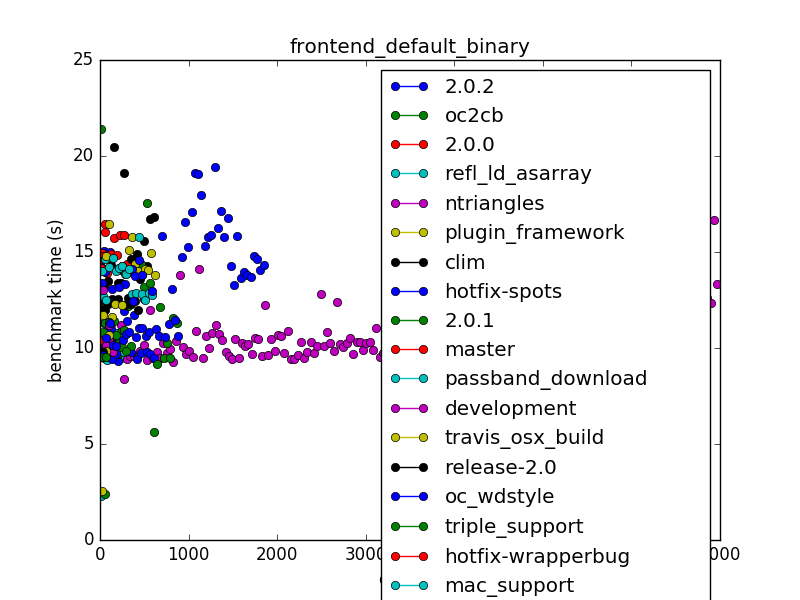 frontend_default_binary
25
20
15
10
5
0
benchmark time (s)
0
1000
2000
3000
000
2.0.2
oc2cb
2.0.0
refl_ld_asarray
ntriangles
plugin_framework
clim
hotfix-spots
2.0.1
master
passband_download
development
travis_osx_build
release-2.0
oc_wdstyle
triple_support
hotfix-wrapperbug
mac_support